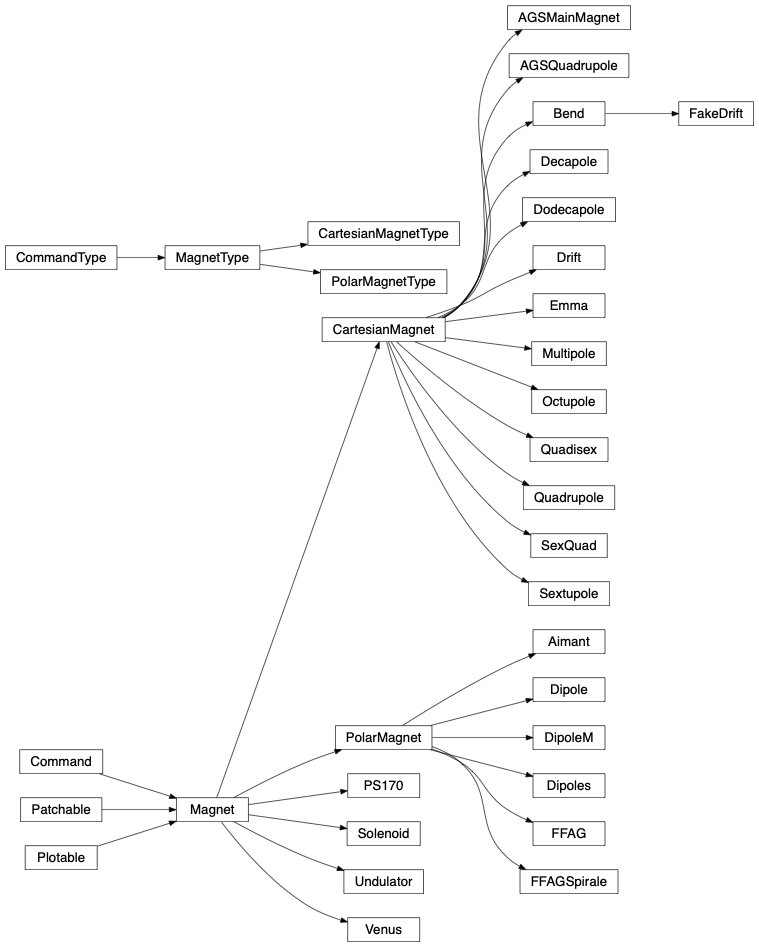 AGSMainMagnet
AGSQuadrupole
Bend
FakeDrift
Decapole
Dodecapole
CartesianMagnetType
CommandType
MagnetType
Drift
PolarMagnetType
Emma
CartesianMagnet
Multipole
Octupole
Quadisex
Quadrupole
SexQuad
Sextupole
Aimant
Dipole
PolarMagnet
DipoleM
Command
PS170
Dipoles
Patchable
Magnet
Solenoid
FFAG
Plotable
Undulator
FFAGSpirale
Venus